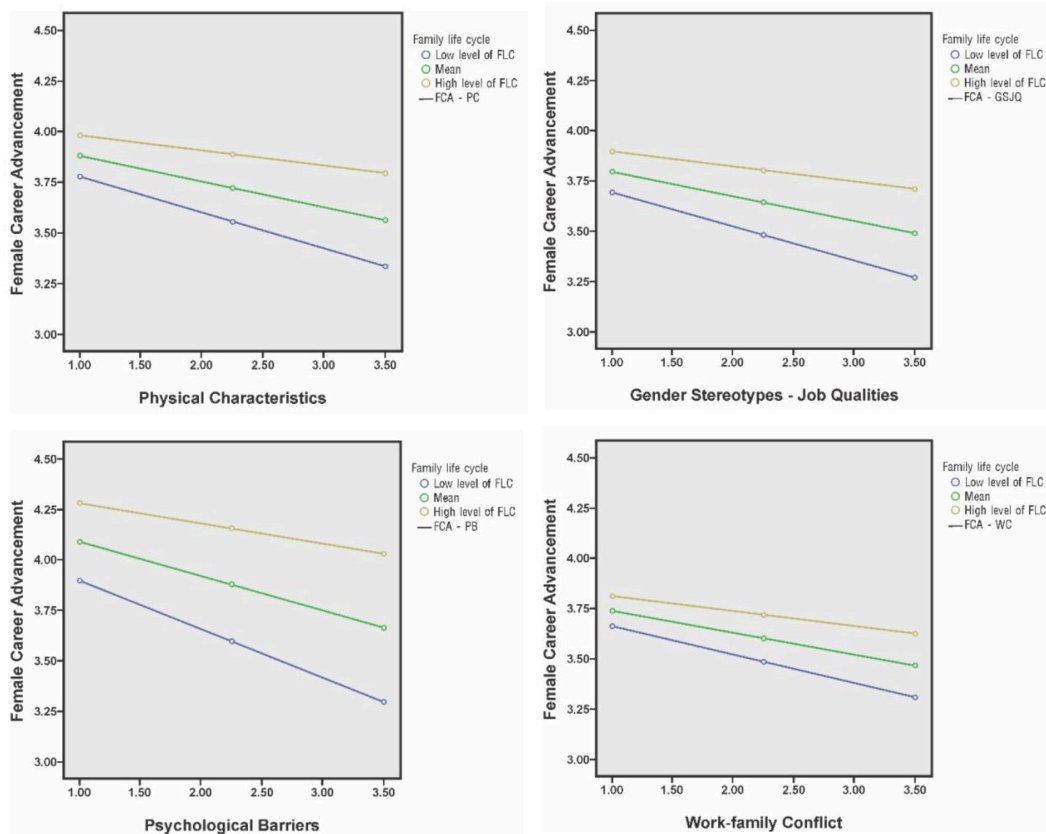 Female Career Advancement
4.50
4.25
4.00
3.75
3.50
3.25
3.00
1.00 1.50 2.00 2.50 3.00 3.50
Physical Characteristics
Family life cycle
Low level of FLC
Mean
High level of FLC
FCA - PC
Female Career Advancement
4.50
4.25
4.00
3.75
3.50
3.25
3.00
1.00 1.50 2.00 2.50 3.00 3.50
Gender Stereotypes - Job Qualities
Family life cycle
Low level of FLC
Mean
High level of FLC
FCA - GSJQ
Female Career Advancement
4.50
4.25
4.00
3.75
3.50
3.25
3.00
1.00 1.50 2.00 2.50 3.00 3.50
Psychological Barriers
Family life cycle
Low level of FLC
Mean
High level of FLC
FCA - PB
Female Career Advancement
4.50
4.25
4.00
3.75
3.50
3.25
3.00
1.00 1.50 2.00 2.50 3.00 3.50
Work-family Conflict
Family life cycle
Low level of FLC
Mean
High level of FLC
FCA - WC